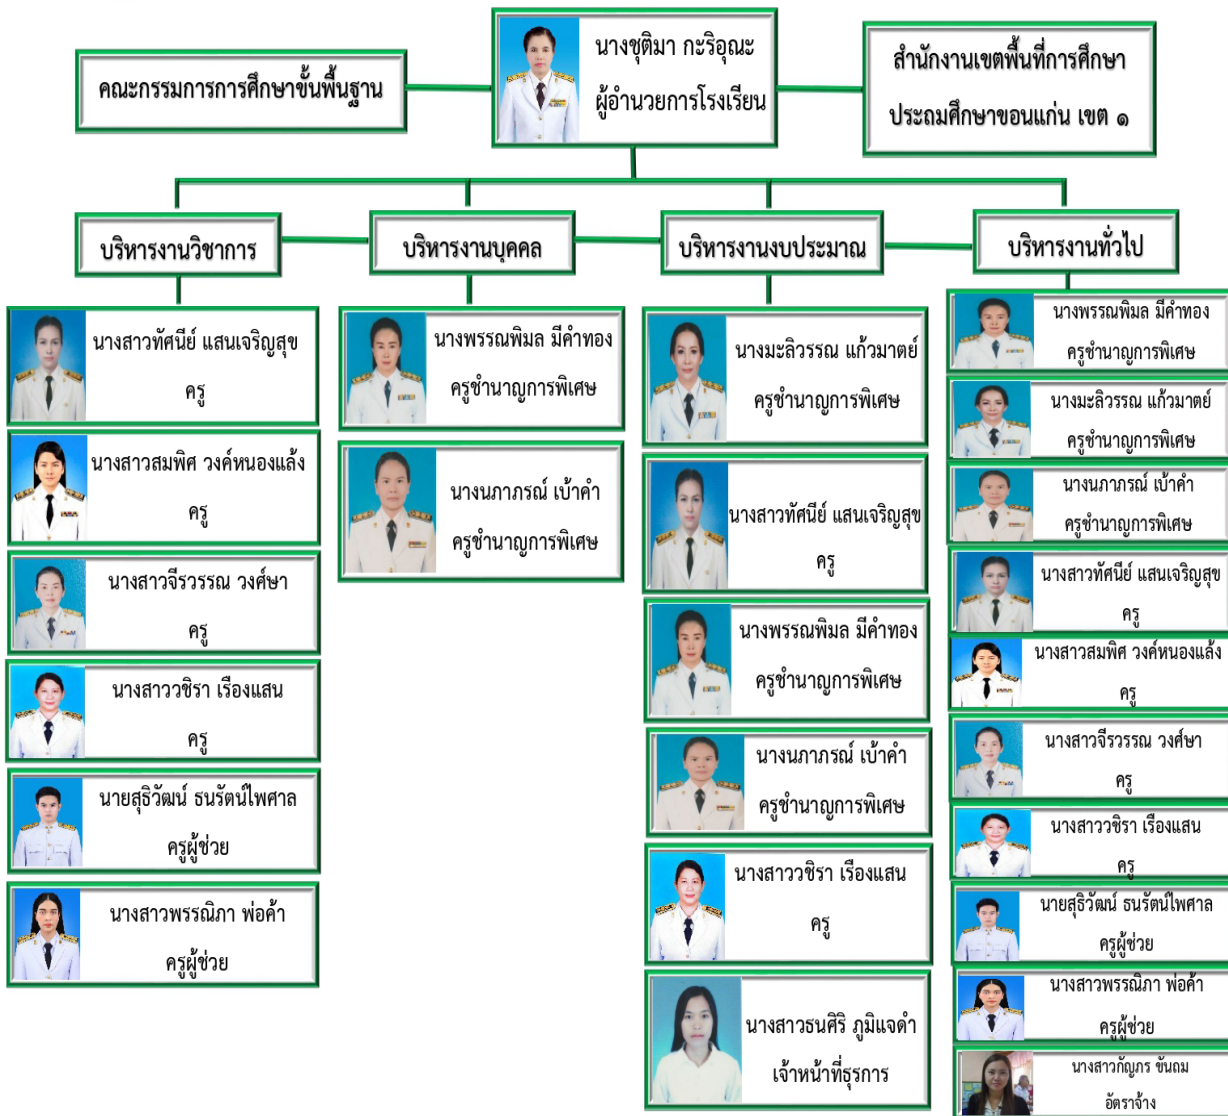 นางชุติมา กะริอุณะ
ผู้อำนวยการโรงเรียน
คณะกรรมการการศึกษาขั้นพื้นฐาน
สำนักงานเขตพื้นที่การศึกษา
ประถมศึกษาขอนแก่น เขต ๑
บริหารงานวิชาการ
บริหารงานบุคคล
บริหารงานงบประมาณ
บริหารงานทั่วไป
นางสาวทัศนีย์ แสนเจริญสุข
ครู
นางสาวสมพิศ วงค์หนองแล้ง
ครู
นางสาวจีรวรรณ วงศ์ษา
ครู
นางสาววชิรา เรืองแสน
ครู
นายสุธิวัฒน์ ธนรัตน์ไพศาล
ครูผู้ช่วย
นางสาวพรรณิภา พ่อค้า
ครูผู้ช่วย
นางพรรณพิมล มีคำทอง
ครูชำนาญการพิเศษ
นางนภาภรณ์ เบ้าคำ
ครูชำนาญการพิเศษ
นางมะลิวรรณ แก้วมาตย์
ครูชำนาญการพิเศษ
นางสาวทัศนีย์ แสนเจริญสุข
ครู
นางพรรณพิมล มีคำทอง
ครูชำนาญการพิเศษ
นางนภาภรณ์ เบ้าคำ
ครูชำนาญการพิเศษ
นางสาววชิรา เรืองแสน
ครู
นางสาวธนศิริ ภูมิแจดำ
เจ้าหน้าที่ธุรการ
นางพรรณพิมล มีคำทอง
ครูชำนาญการพิเศษ
นางมะลิวรรณ แก้วมาตย์
ครูชำนาญการพิเศษ
นางนภาภรณ์ เบ้าคำ
ครูชำนาญการพิเศษ
นางสาวทัศนีย์ แสนเจริญสุข
ครู
นางสาวสมพิศ วงค์หนองแล้ง
ครู
นางสาวจีรวรรณ วงศ์ษา
ครู
นางสาววชิรา เรืองแสน
ครู
นายสุธิวัฒน์ ธนรัตน์ไพศาล
ครูผู้ช่วย
นางสาวพรรณิภา พ่อค้า
ครูผู้ช่วย
นางสาวกัญภร ขันถม
อัตราจ้าง